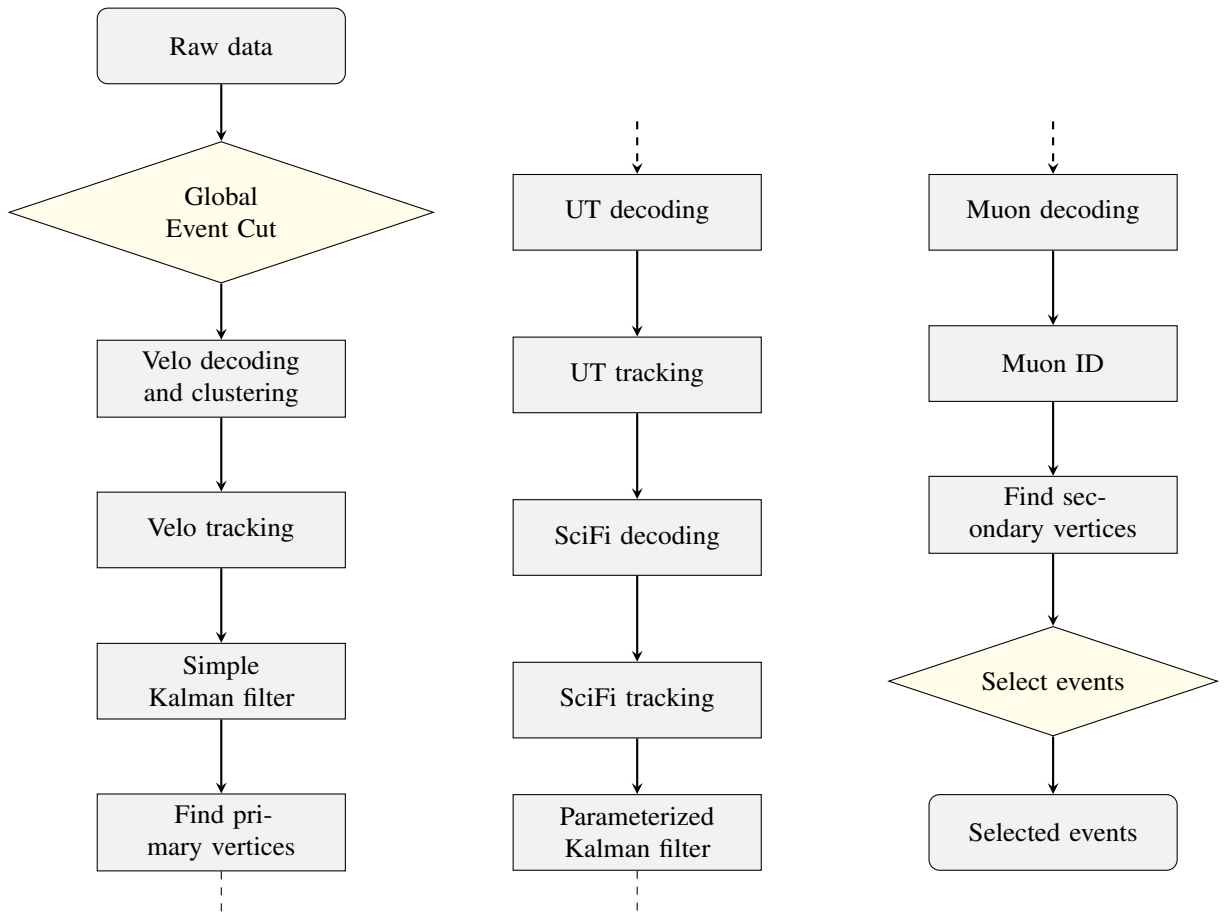 Raw data
Global
Event Cut
Velo decoding
and clustering
Velo tracking
Simple
Kalman filter
Find pri-
mary vertices
UT decoding
UT tracking
SciFi decoding
SciFi tracking
Parameterized
Kalman filter
Muon decoding
Muon ID
Find sec-
ondary vertices
Select events
Selected events